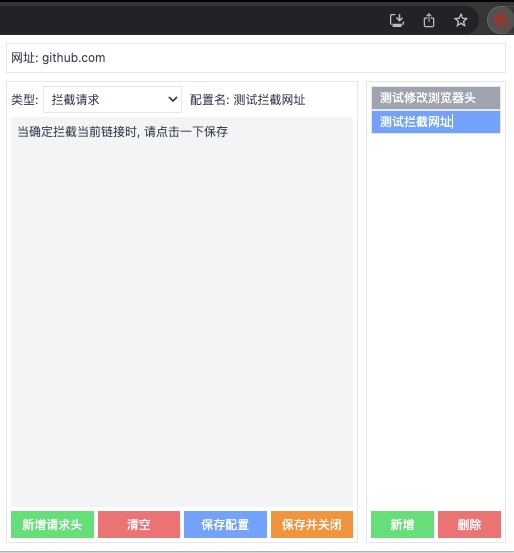 网址: github.com
类型: 拦截请求 配置名: 测试拦截网址
当确定拦截当前链接时, 请点击一下保存
测试修改浏览器头
测试拦截网址
新增请求头 清空 保存配置 保存并关闭
新增 删除